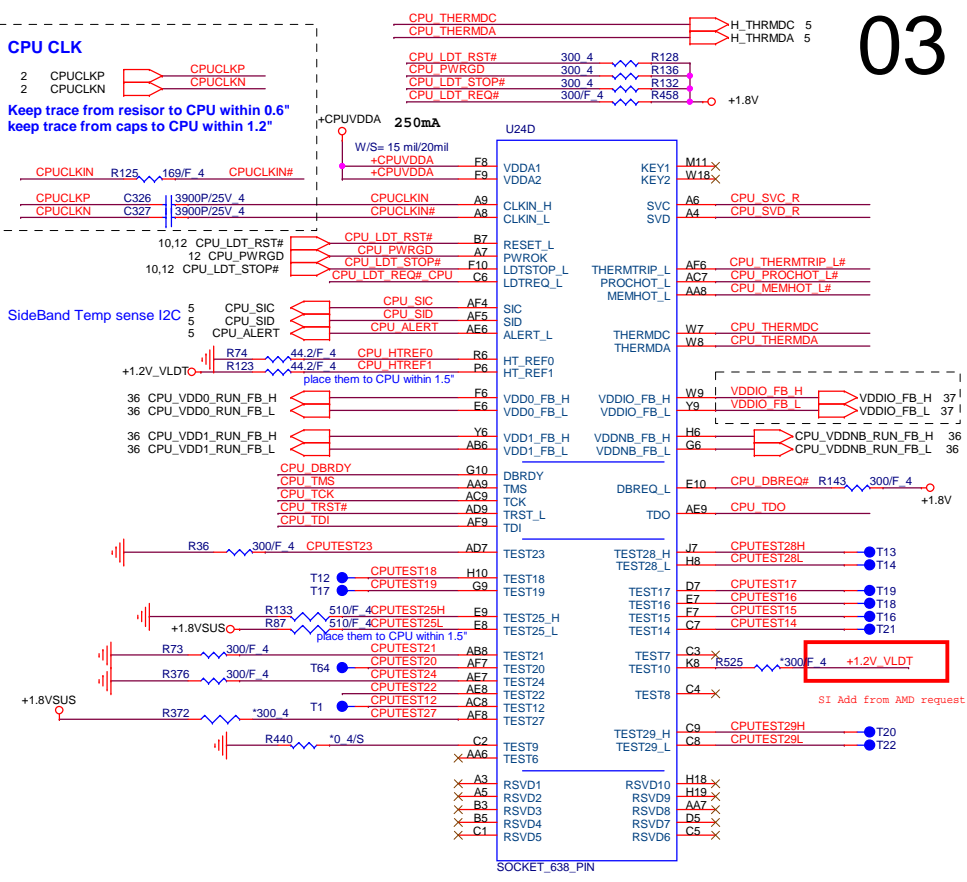 03
CPU_THERMDC H_THRMDC 5
CPU_THERMDA H_THRMDA 5
CPU CLK
2 CPUCLKP CPUCLKP
2 CPUCLKN CPUCLKN
Keep trace from resisor to CPU within 0.6"
keep trace from caps to CPU within 1.2"
CPU_LDT_RST# 300_4 R128
CPU_PWRGD 300_4 R136
CPU_LDT_STOP# 300_4 R132
CPU_LDT_REQ# 300/F_4 R458 +1.8V
+CPUVDDA 250mA
U24D
W/S= 15 mil/20mil
+CPUVDDA F8 VDDA1 KEY1 M11
+CPUVDDA F9 VDDA2 KEY2 W18
CPUCLKIN R125 169/F_4 CPUCLKIN#
CPUCLKP C326 3900P/25V_4 CPUCLKIN A9 CLKIN_H SVC A6 CPU_SVC_R
CPUCLKN C327 3900P/25V_4 CPUCLKIN# A8 CLKIN_L SVD A4 CPU_SVD_R
10,12 CPU_LDT_RST# CPU_LDT_RST# B7 RESET_L
12 CPU_PWRGD CPU_PWRGD A7 PWROK
10,12 CPU_LDT_STOP# CPU_LDT_STOP# F10 LDTSTOP_L THERMTRIP_L AF6 CPU_THERMTRIP_L#
CPU_LDT_REQ#_CPU C6 LDTREQ_L PROCHOT_L AC7 CPU_PROCHOT_L#
MEMHOT_L AA8 CPU_MEMHOT_L#
SideBand Temp sense I2C
5 CPU_SIC CPU_SIC AF4 SIC
5 CPU_SID CPU_SID AF5 SID
5 CPU_ALERT CPU_ALERT AE6 ALERT_L
THERMDC W7 CPU_THERMDC
THERMDA W8 CPU_THERMDA
R74 44.2/F_4 CPU_HTREF0 R6 HT_REF0
+1.2V_VLDT R123 44.2/F_4 CPU_HTREF1 P6 HT_REF1
place them to CPU within 1.5"
36 CPU_VDD0_RUN_FB_H F6 VDD0_FB_H VDDIO_FB_H W9 VDDIO_FB_H VDDIO_FB_H 37
36 CPU_VDD0_RUN_FB_L E6 VDD0_FB_L VDDIO_FB_L Y9 VDDIO_FB_L VDDIO_FB_L 37
36 CPU_VDD1_RUN_FB_H Y6 VDD1_FB_H VDDNB_FB_H H6 CPU_VDDNB_RUN_FB_H 36
36 CPU_VDD1_RUN_FB_L AB6 VDD1_FB_L VDDNB_FB_L G6 CPU_VDDNB_RUN_FB_L 36
CPU_DBRDY G10 DBRDY
CPU_TMS AA9 TMS DBREQ_L E10 CPU_DBREQ# R143 300/F_4 +1.8V
CPU_TCK AC9 TCK
CPU_TRST# AD9 TRST_L
CPU_TDI AF9 TDI TDO AE9 CPU_TDO
R36 300/F_4 CPUTEST23 AD7 TEST23 TEST28_H J7 CPUTEST28H T13
TEST28_L H8 CPUTEST28L T14
T12 CPUTEST18 H10 TEST18
T17 CPUTEST19 G9 TEST19
TEST17 D7 CPUTEST17 T19
TEST16 E7 CPUTEST16 T18
TEST15 F7 CPUTEST15 T16
TEST14 C7 CPUTEST14 T21
R133 510/F_4 CPUTEST25H E9 TEST25_H
+1.8VSUS R87 510/F_4 CPUTEST25L E8 TEST25_L
place them to CPU within 1.5"
R73 300/F_4 CPUTEST21 AB8 TEST21 TEST7 C3
T64 CPUTEST20 AF7 TEST20 TEST10 K8 R525 *300/F_4 +1.2V_VLDT
R376 300/F_4 CPUTEST24 AE7 TEST24
CPUTEST22 AE8 TEST22 TEST8 C4
SI Add from AMD request
T1 CPUTEST12 AC8 TEST12
+1.8VSUS R372 *300_4 CPUTEST27 AF8 TEST27
TEST29_H C9 CPUTEST29H T20
TEST29_L C8 CPUTEST29L T22
R440 *0_4/S C2 TEST9
AA6 TEST6
A3 RSVD1 RSVD10 H18
A5 RSVD2 RSVD9 H19
B3 RSVD3 RSVD8 AA7
B5 RSVD4 RSVD7 D5
C1 RSVD5 RSVD6 C5
SOCKET_638_PIN